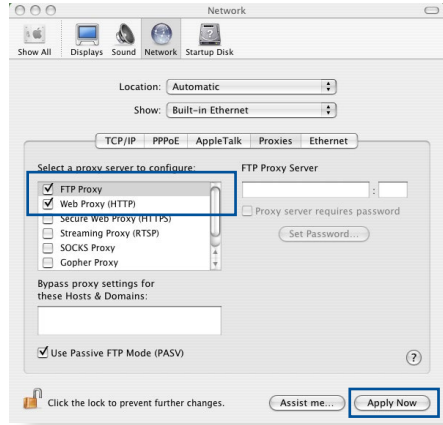 Network
Show All Displays Sound Network Startup Disk
Location: Automatic
Show: Built-in Ethernet
TCP/IP PPPoE AppleTalk Proxies Ethernet
Select a proxy server to configure: FTP Proxy Server
FTP Proxy
Web Proxy (HTTP) :
Secure Web Proxy (HTTPS) Proxy server requires password
Streaming Proxy (RTSP) Set Password...
SOCKS Proxy
Gopher Proxy
Bypass proxy settings for
these Hosts & Domains:
Use Passive FTP Mode (PASV) ?
Click the lock to prevent further changes. Assist me... Apply Now